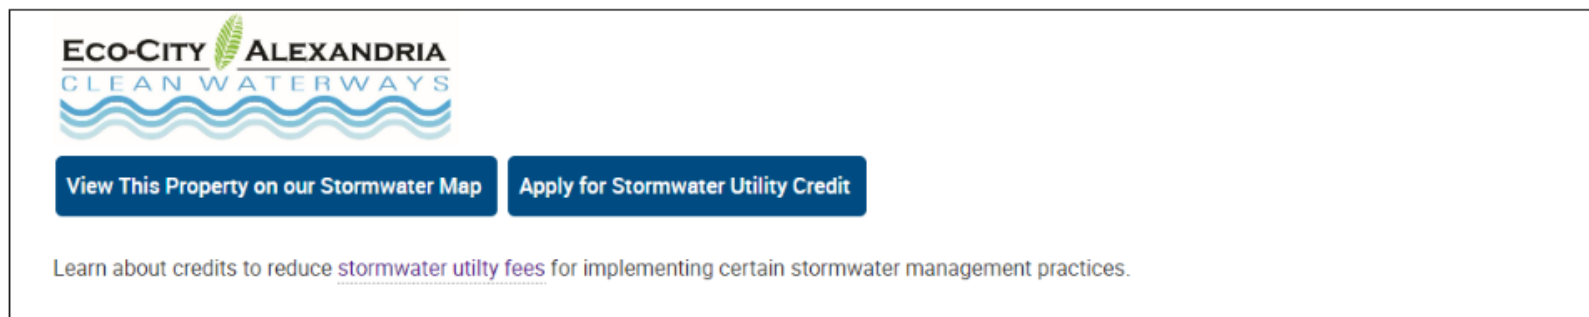 ECO-CITY ALEXANDRIA
CLEAN WATERWAYS
View This Property on our Stormwater Map Apply for Stormwater Utility Credit
Learn about credits to reduce stormwater utilty fees for implementing certain stormwater management practices.